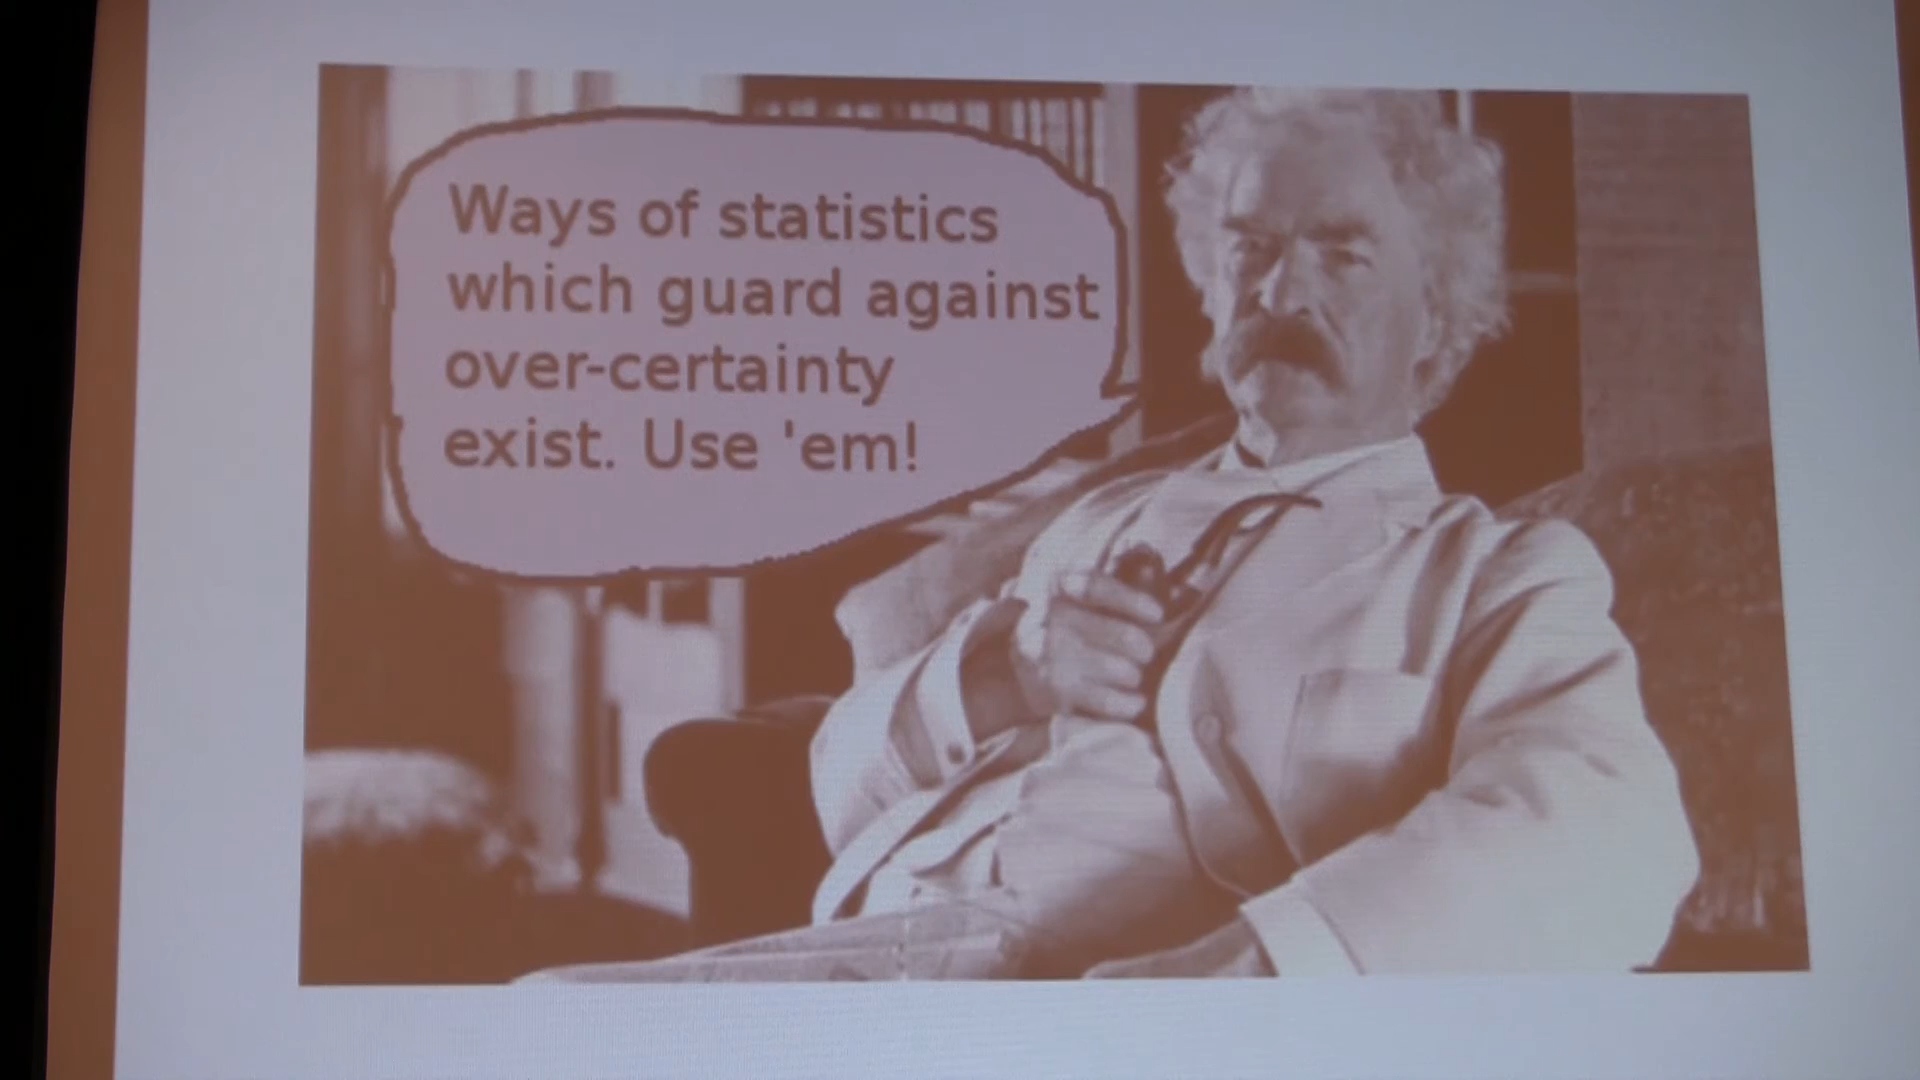 Ways of statistics
which guard against
over-certainty
exist. Use 'em!